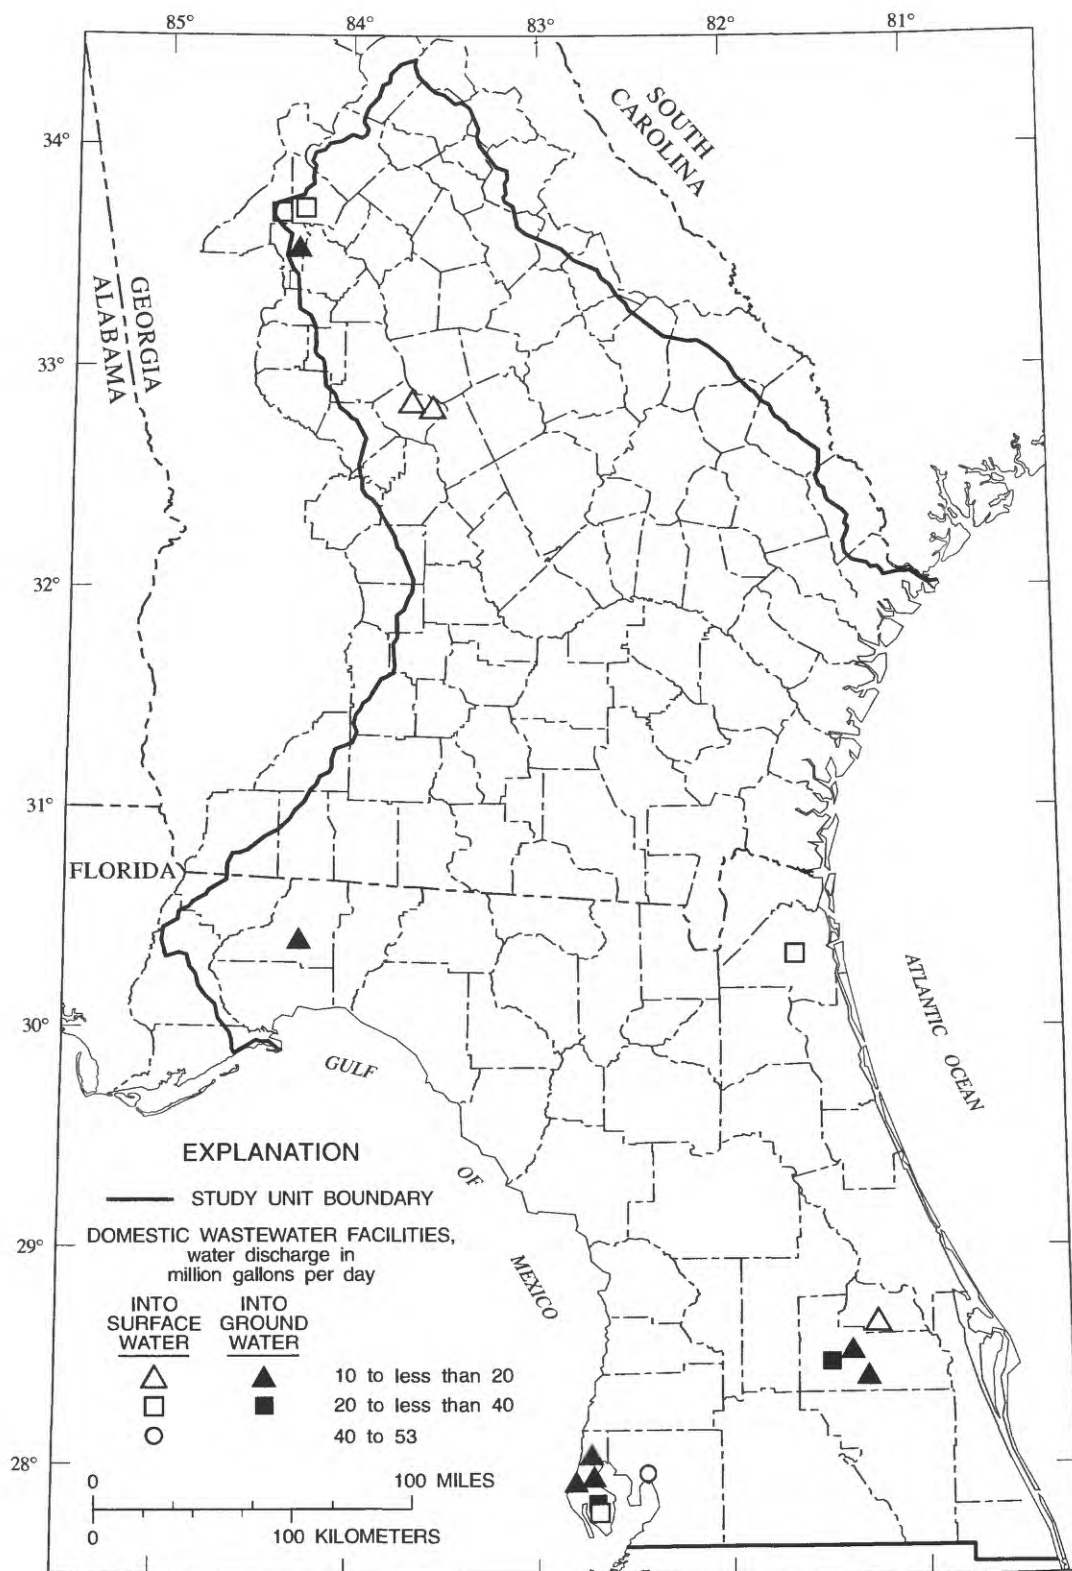 85° 84° 83° 82° 81°
34°
33°
32°
31°
30°
29°
28°
SOUTH
CAROLINA
GEORGIA
ALABAMA
FLORIDA
ATLANTIC OCEAN
GULF
OF
MEXICO
EXPLANATION
STUDY UNIT BOUNDARY
DOMESTIC WASTEWATER FACILITIES,
water discharge in
million gallons per day
INTO SURFACE WATER
INTO GROUND WATER
10 to less than 20
20 to less than 40
40 to 53
0 100 MILES
0 100 KILOMETERS